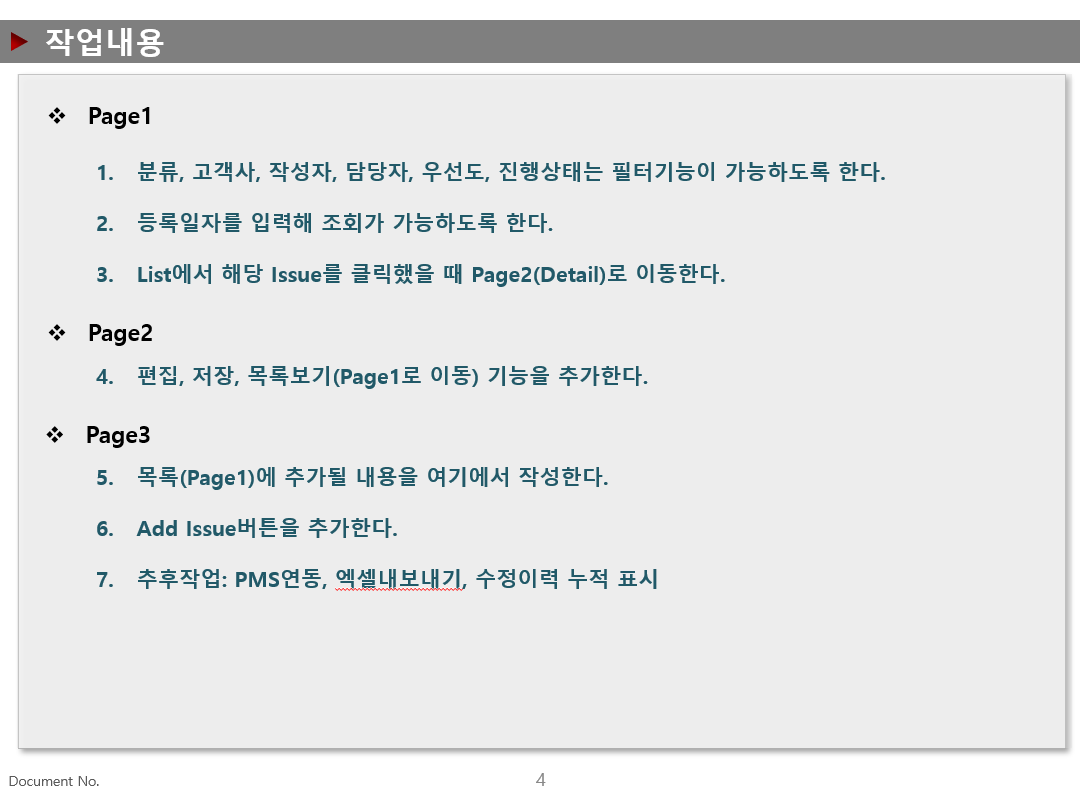 작업내용
Page1
1. 분류, 고객사, 작성자, 담당자, 우선도, 진행상태는 필터기능이 가능하도록 한다.
2. 등록일자를 입력해 조회가 가능하도록 한다.
3. List에서 해당 Issue를 클릭했을 때 Page2(Detail)로 이동한다.
Page2
4. 편집, 저장, 목록보기(Page1로 이동) 기능을 추가한다.
Page3
5. 목록(Page1)에 추가될 내용을 여기에서 작성한다.
6. Add Issue버튼을 추가한다.
7. 추후작업: PMS연동, 엑셀내보내기, 수정이력 누적 표시
Document No.
4